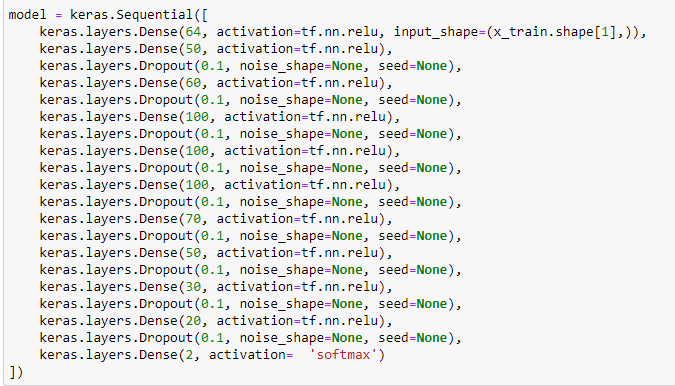 model = keras.Sequential([
    keras.layers.Dense(64, activation=tf.nn.relu, input_shape=(x_train.shape[1],)),
    keras.layers.Dense(50, activation=tf.nn.relu),
    keras.layers.Dropout(0.1, noise_shape=None, seed=None),
    keras.layers.Dense(60, activation=tf.nn.relu),
    keras.layers.Dropout(0.1, noise_shape=None, seed=None),
    keras.layers.Dense(100, activation=tf.nn.relu),
    keras.layers.Dropout(0.1, noise_shape=None, seed=None),
    keras.layers.Dense(100, activation=tf.nn.relu),
    keras.layers.Dropout(0.1, noise_shape=None, seed=None),
    keras.layers.Dense(100, activation=tf.nn.relu),
    keras.layers.Dropout(0.1, noise_shape=None, seed=None),
    keras.layers.Dense(70, activation=tf.nn.relu),
    keras.layers.Dropout(0.1, noise_shape=None, seed=None),
    keras.layers.Dense(50, activation=tf.nn.relu),
    keras.layers.Dropout(0.1, noise_shape=None, seed=None),
    keras.layers.Dense(30, activation=tf.nn.relu),
    keras.layers.Dropout(0.1, noise_shape=None, seed=None),
    keras.layers.Dense(20, activation=tf.nn.relu),
    keras.layers.Dropout(0.1, noise_shape=None, seed=None),
    keras.layers.Dense(2, activation=  'softmax')
])